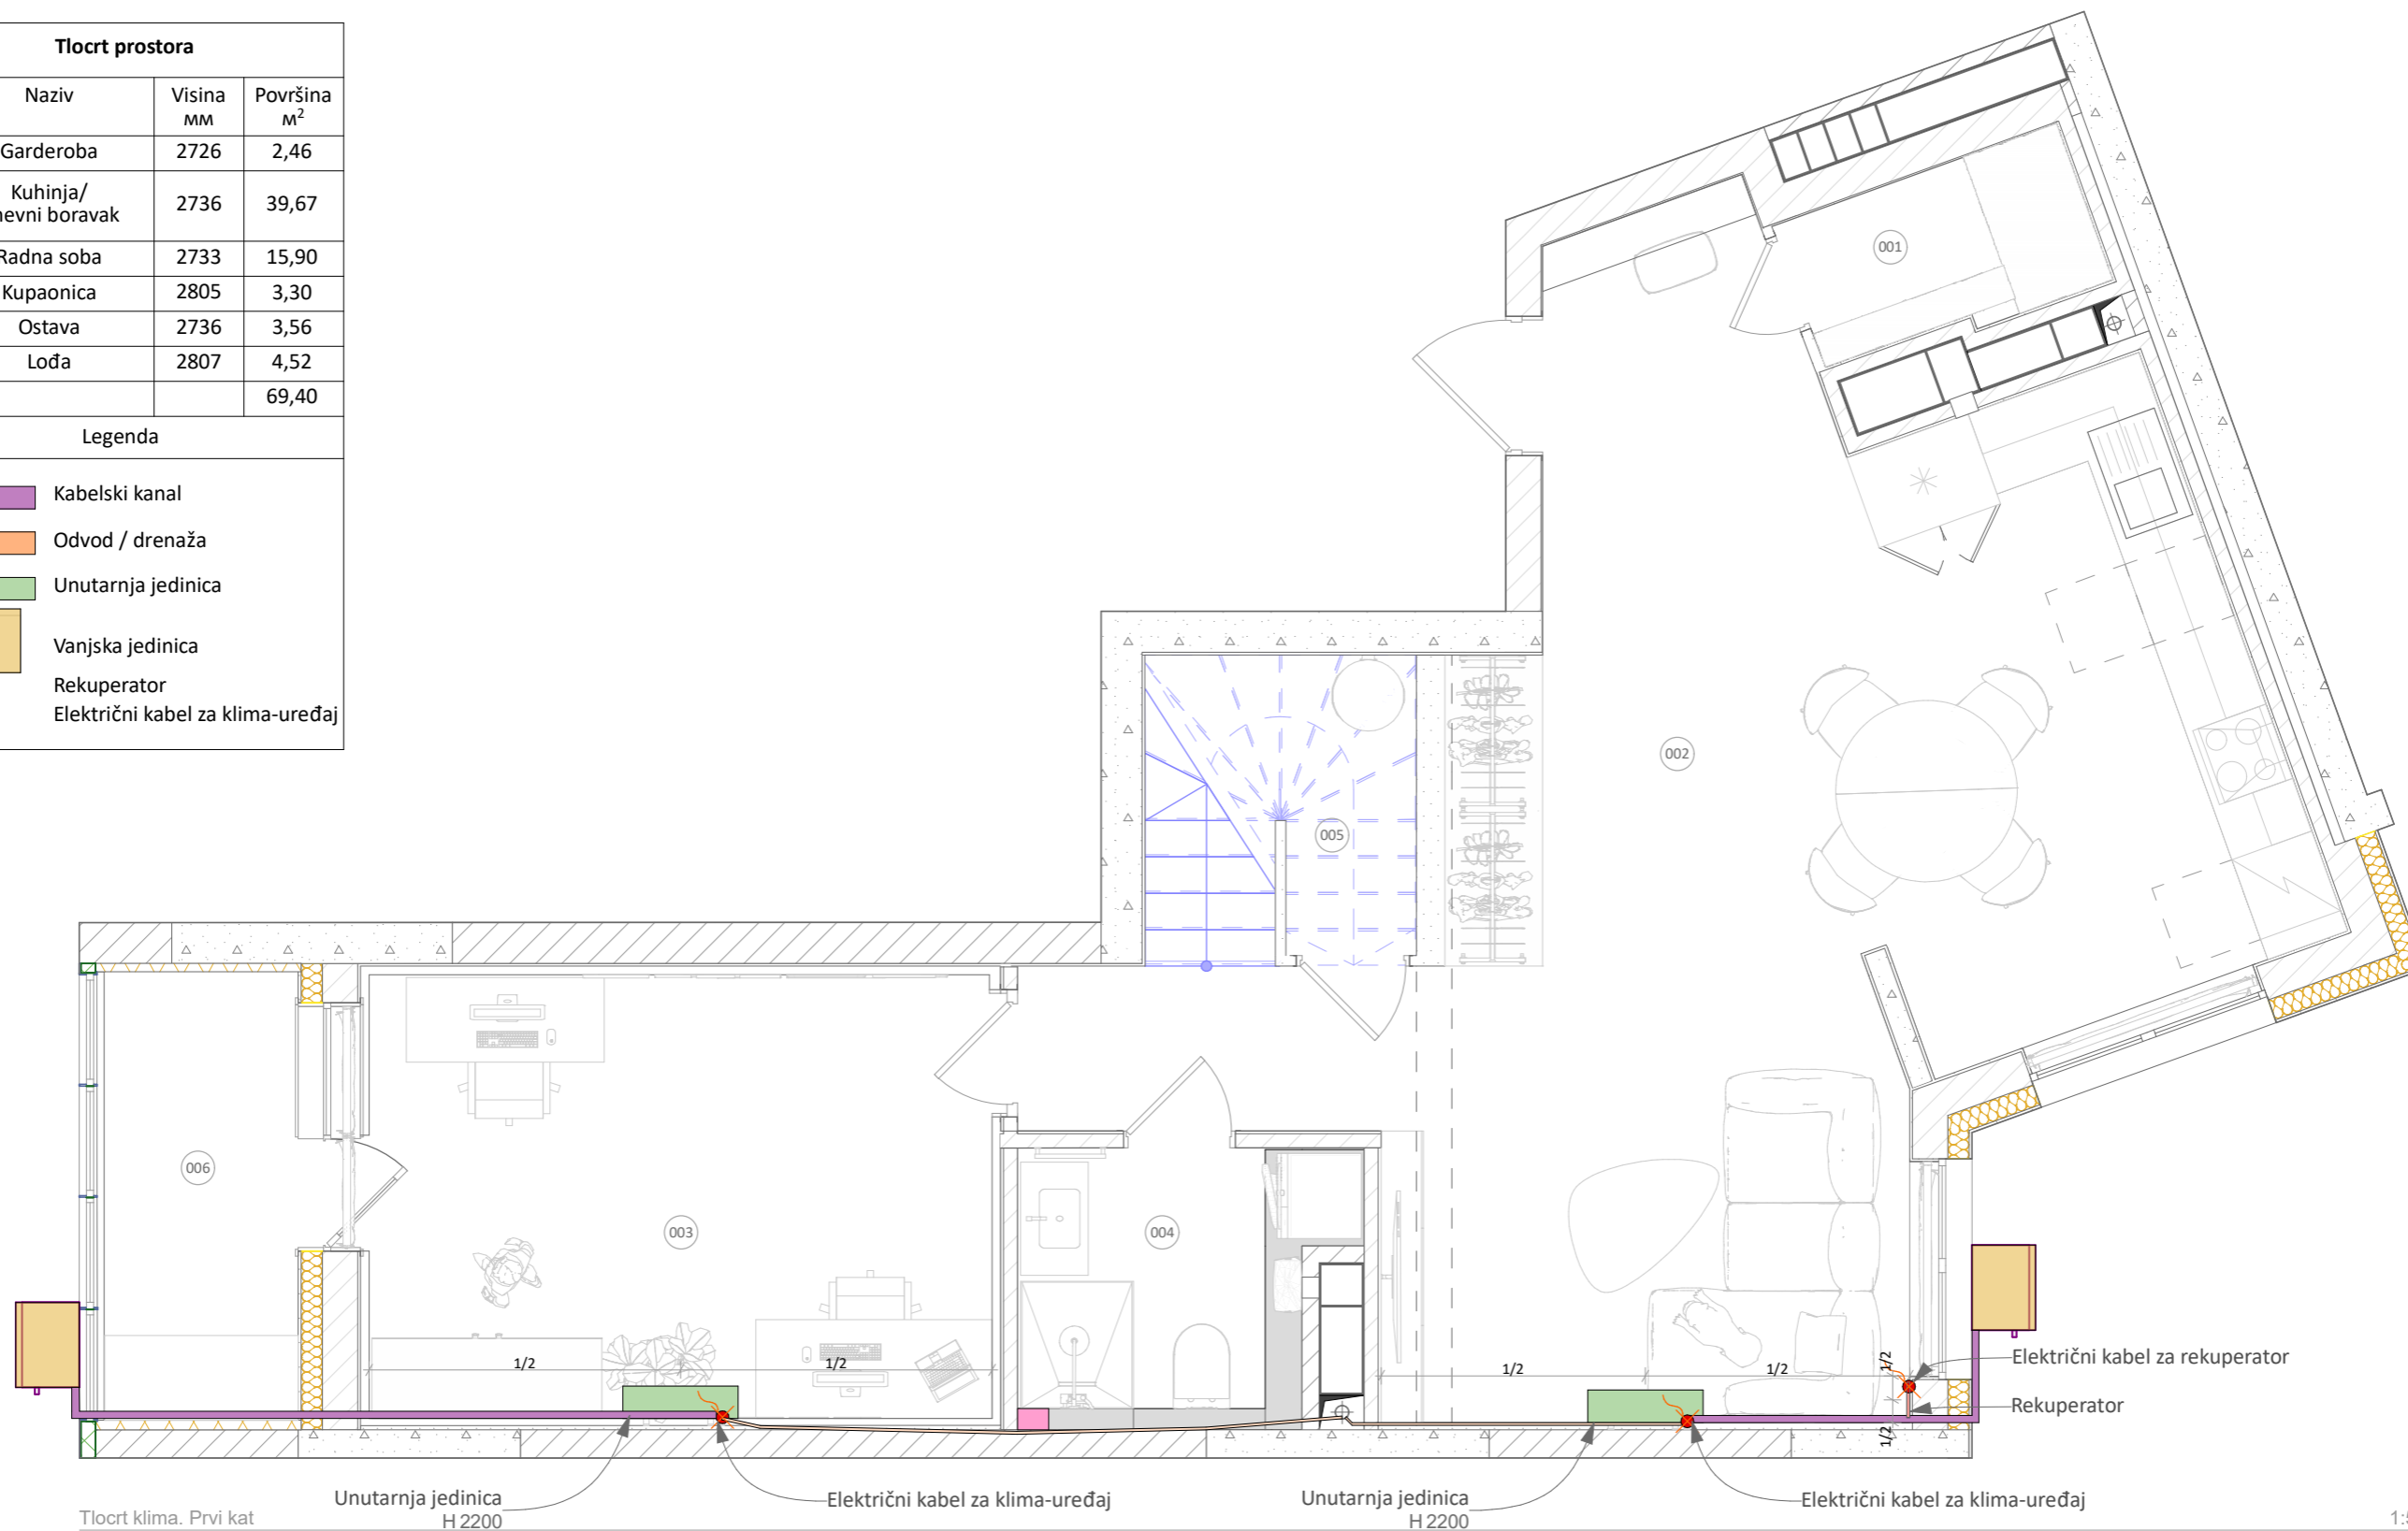 Tlocrt prostora
Naziv Visina мм Površina м²
Garderoba 2726 2,46
Kuhinja/
nevni boravak 2736 39,67
Radna soba 2733 15,90
Kupaonica 2805 3,30
Ostava 2736 3,56
Lođa 2807 4,52
69,40
Legenda
Kabelski kanal
Odvod / drenaža
Unutarnja jedinica
Vanjska jedinica
Rekuperator
Električni kabel za klima-uređaj
001
002
005
006
003
004
1/2
1/2
1/2
1/2
1/2
1/2
Električni kabel za rekuperator
Rekuperator
Unutarnja jedinica
H 2200
Električni kabel za klima-uređaj
Unutarnja jedinica
H 2200
Električni kabel za klima-uređaj
Tlocrt klima. Prvi kat